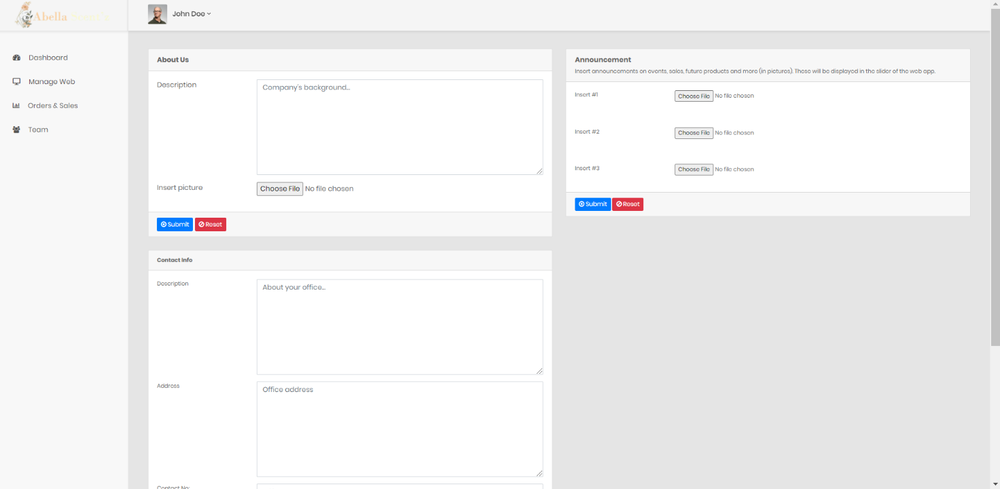 Abella
John Doe
Dashboard
Manage Web
Orders & Sales
Team
About Us
Description
Company's background...
Insert picture
Choose File No file chosen
Submit Reset
Contact Info
Description
About your office...
Address
Office address
Contact No:
Announcement
Insert announcements on events, sales, future products and more (in pictures). These will be displayed in the slider of the web app.
Insert #1
Choose File No file chosen
Insert #2
Choose File No file chosen
Insert #3
Choose File No file chosen
Submit Reset